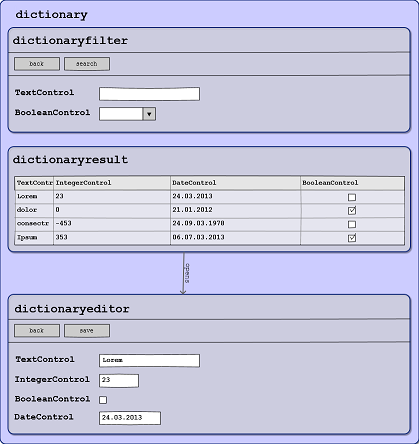 dictionary
dictionaryfilter
back search
TextControl
BooleanControl
dictionaryresult
TextContr IntegerControl DateControl BooleanControl
Lorem 23 24.03.2013
dolor 0 21.01.2012
consectr -453 24.09.03.1970
Ipsum 353 06.07.03.2013
opens
dictionaryeditor
back save
TextControl Lorem
IntegerControl 23
BooleanControl
DateControl 24.03.2013